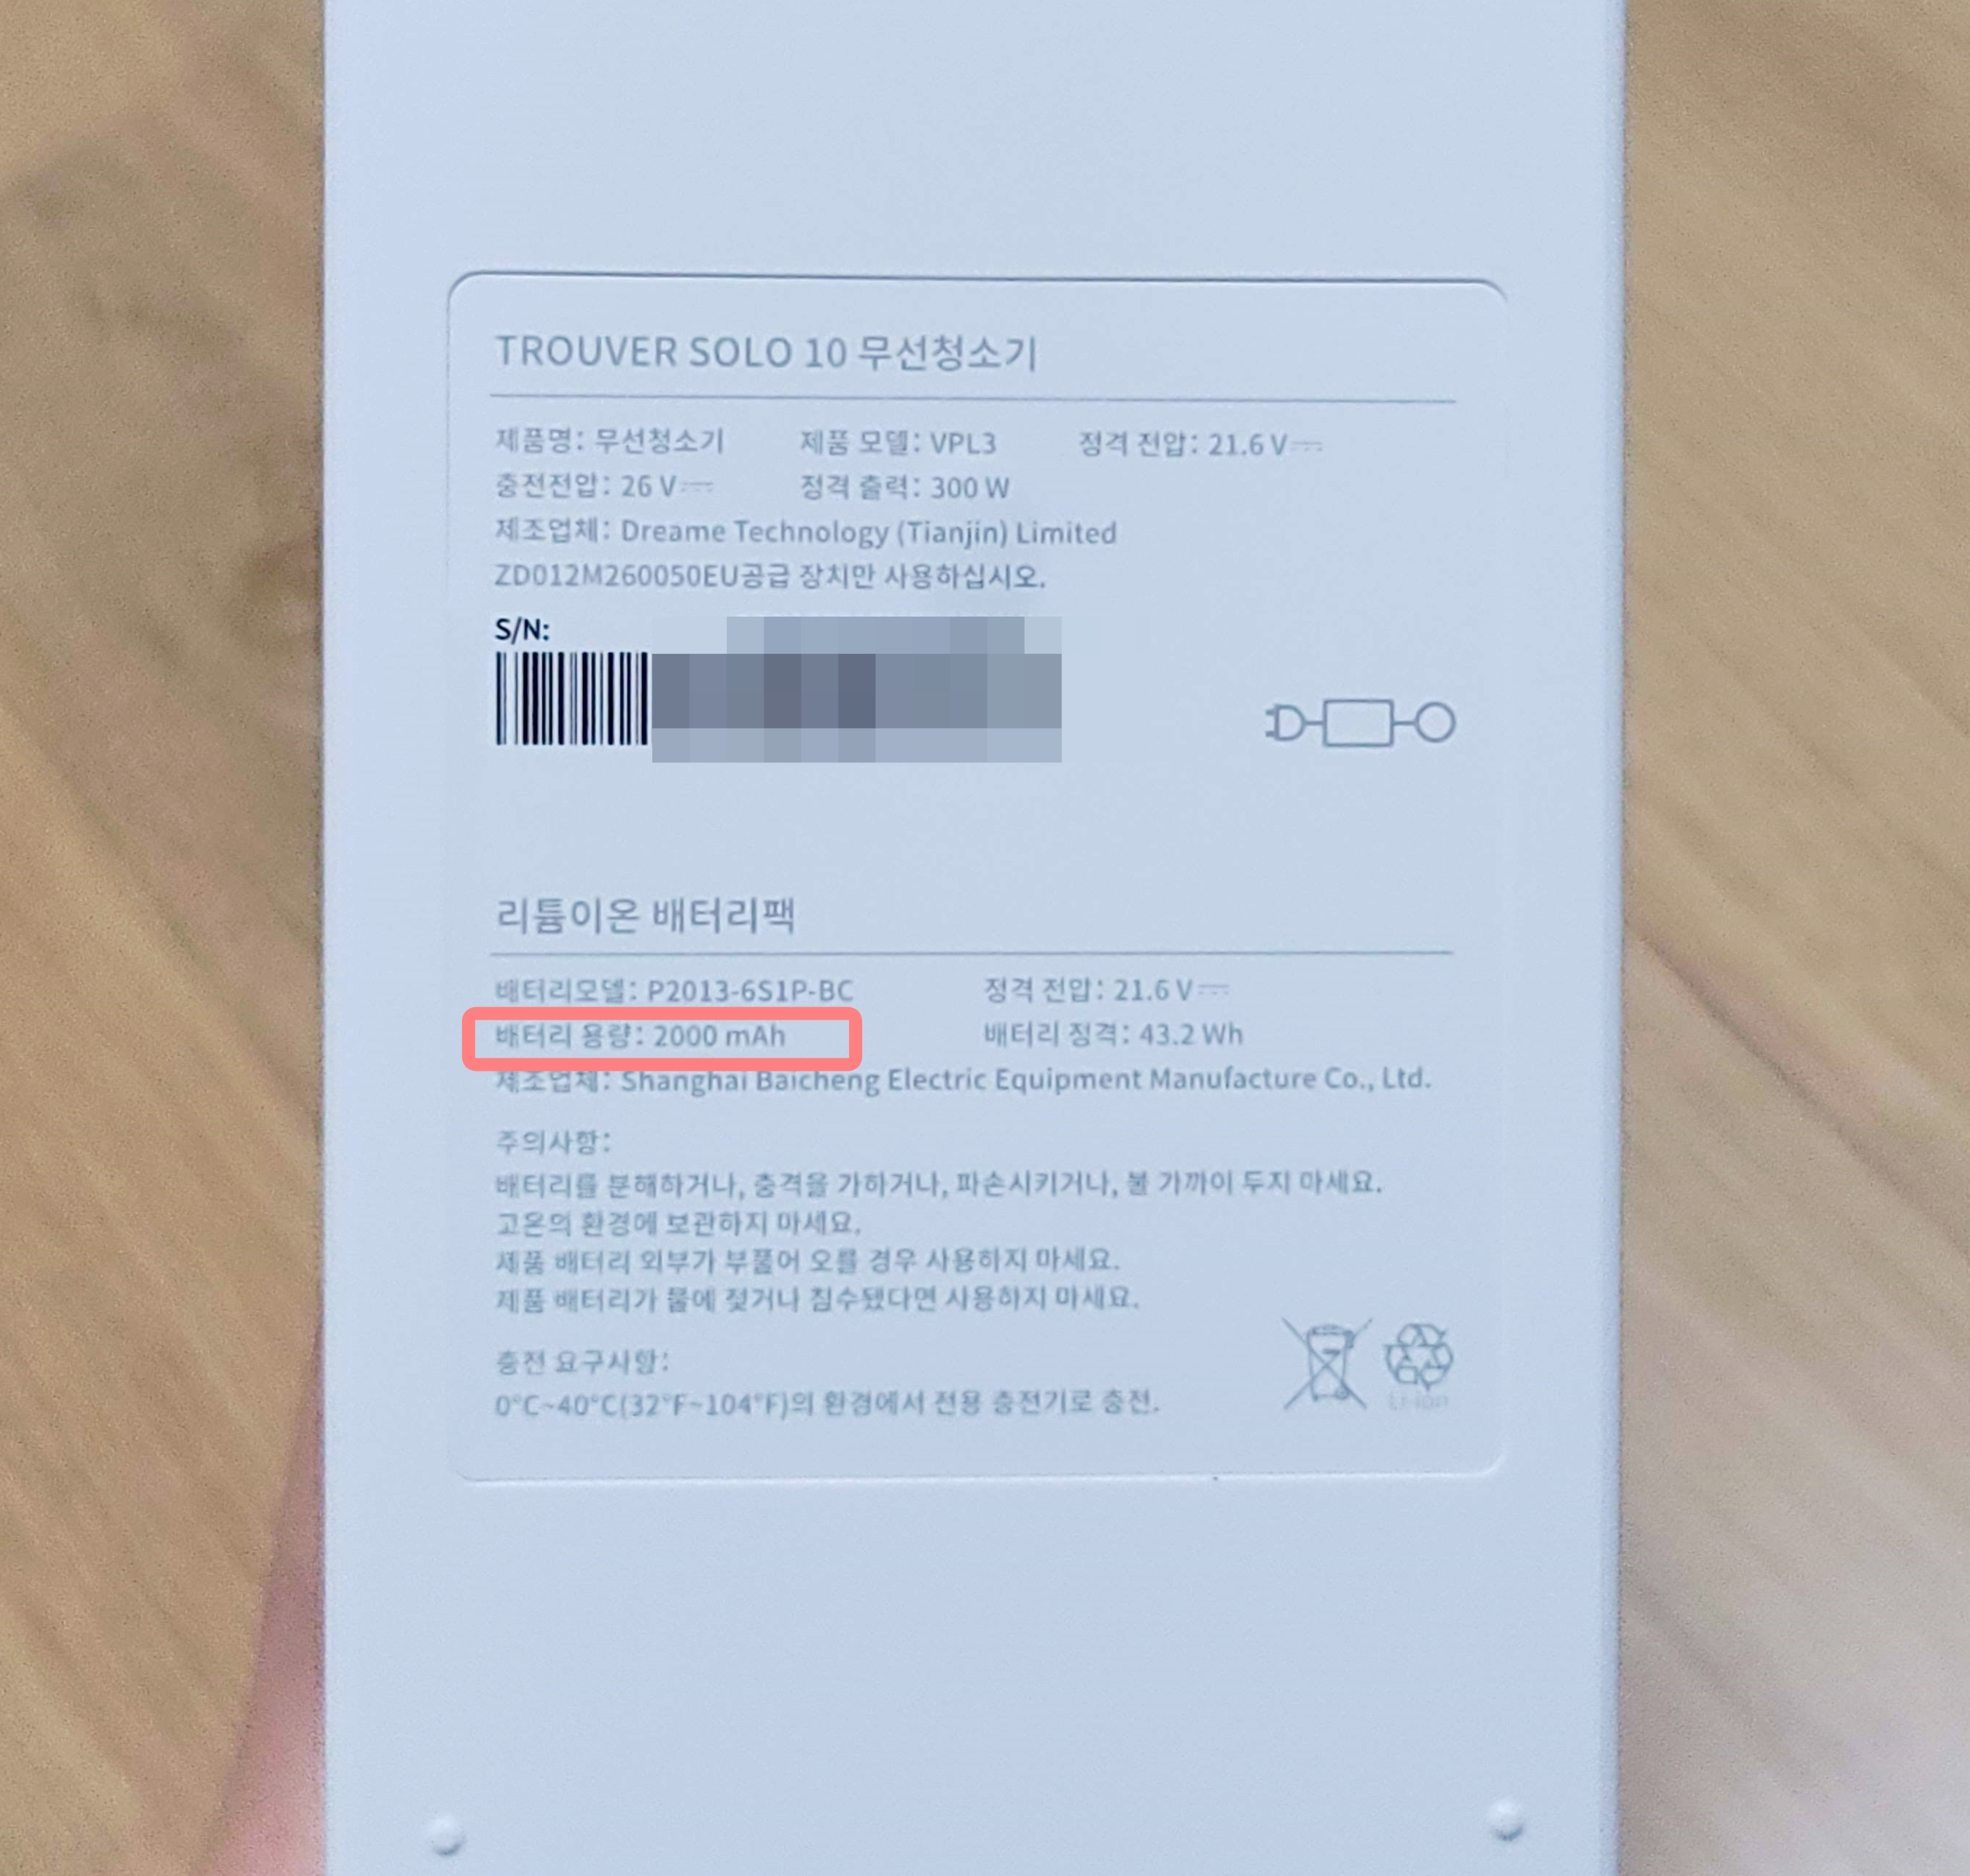 TROUVER SOLO 10 무선청소기
제품명: 무선청소기 제품 모델: VPL3 정격 전압: 21.6 V
충전전압: 26 V 정격 출력: 300 W
제조업체: Dreame Technology (Tianjin) Limited
ZD012M260050EU공급 장치만 사용하십시오.
S/N:
리튬이온 배터리팩
배터리모델: P2013-6S1P-BC 정격 전압: 21.6 V
배터리 용량: 2000 mAh 배터리 정격: 43.2 Wh
제조업체: Shanghai Baicheng Electric Equipment Manufacture Co., Ltd.
주의사항:
배터리를 분해하거나, 충격을 가하거나, 파손시키거나, 불 가까이 두지 마세요.
고온의 환경에 보관하지 마세요.
제품 배터리 외부가 부풀어 오를 경우 사용하지 마세요.
제품 배터리가 물에 젖거나 침수됐다면 사용하지 마세요.
충전 요구사항:
0°C~40°C(32°F~104°F)의 환경에서 전용 충전기로 충전.
Li-ion